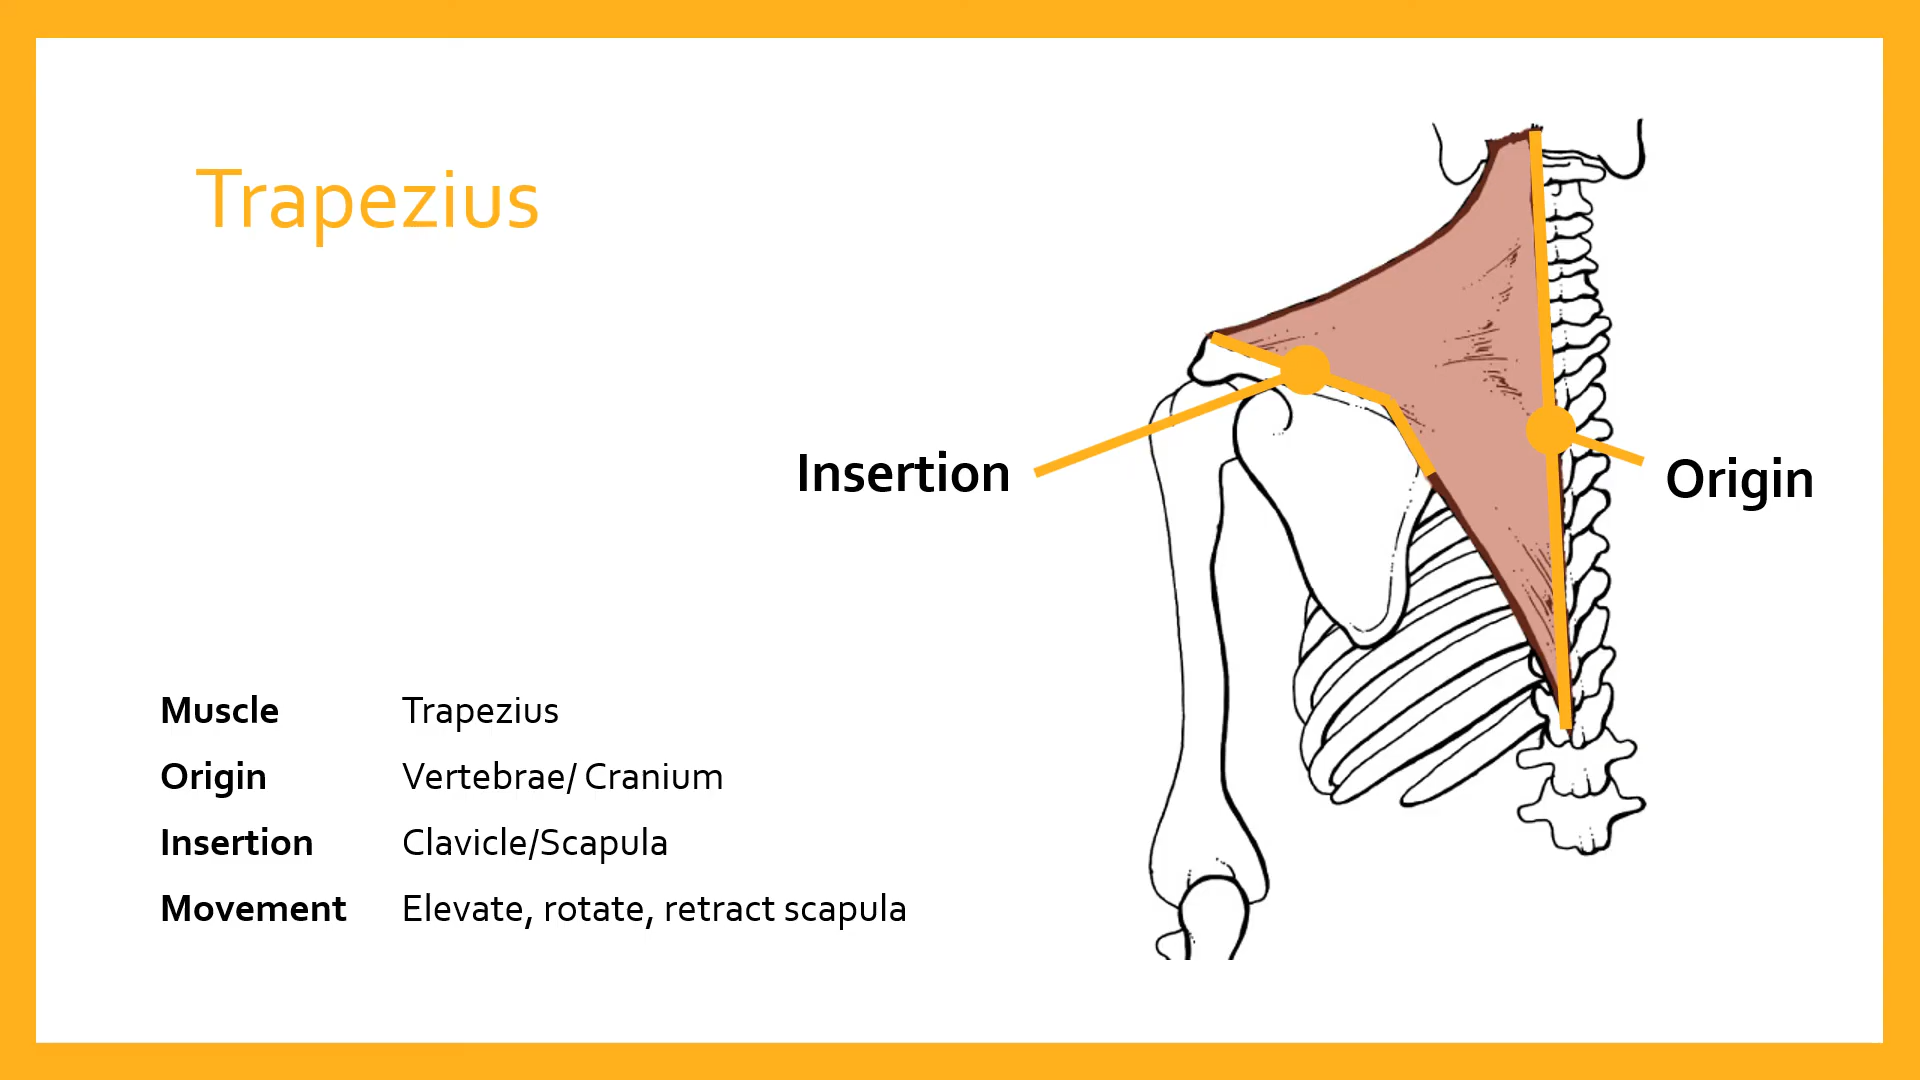 Trapezius
Insertion
Origin
Muscle Trapezius
Origin Vertebrae/ Cranium
Insertion Clavicle/Scapula
Movement Elevate, rotate, retract scapula